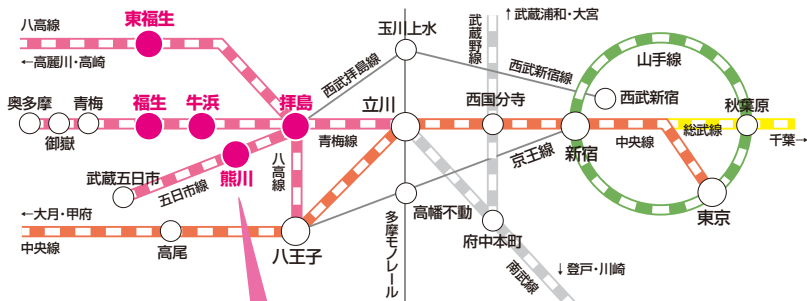 八高線
東福生
←高麗川・高崎
玉川上水
武蔵野線
↑武蔵浦和・大宮
山手線
西武拝島線
西武新宿線
西武新宿
奥多摩
青梅
福生
牛浜
拝島
立川
西国分寺
秋葉原
御嶽
青梅線
新宿
中央線
総武線
千葉→
武蔵五日市
五日市線
熊川
八高線
京王線
←大月・甲府
高幡不動
東京
中央線
高尾
八王子
多摩モノレール
府中本町
南武線
↓登戸・川崎